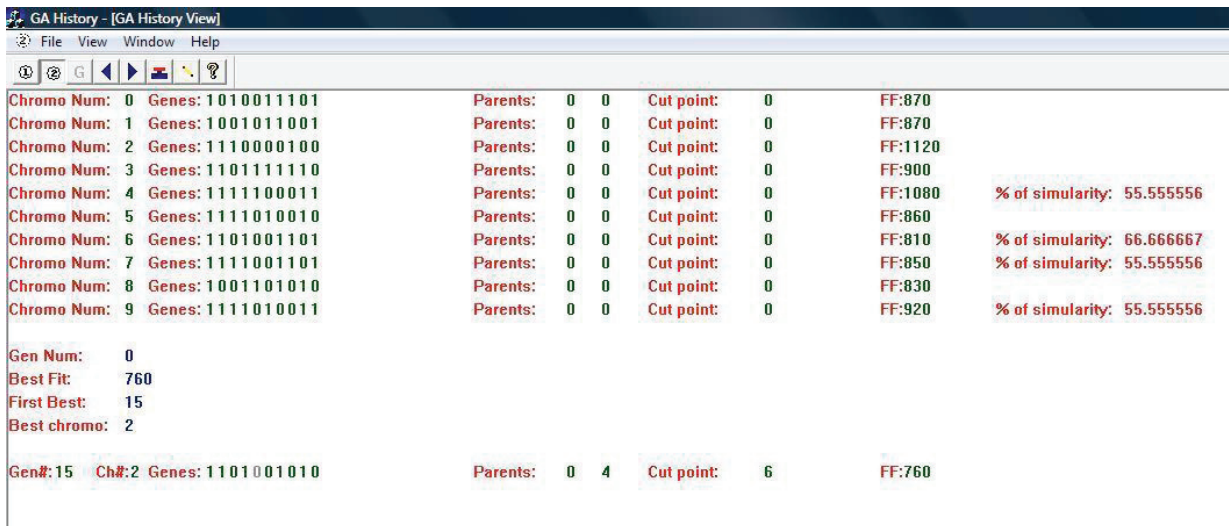 GA History - [GA History View]
File View Window Help
1 2 G ?
Chromo Num: 0 Genes: 1010011101 Parents: 0 0 Cut point: 0 FF:870
Chromo Num: 1 Genes: 1001011001 Parents: 0 0 Cut point: 0 FF:870
Chromo Num: 2 Genes: 1110000100 Parents: 0 0 Cut point: 0 FF:1120
Chromo Num: 3 Genes: 1101111110 Parents: 0 0 Cut point: 0 FF:900
Chromo Num: 4 Genes: 1111100011 Parents: 0 0 Cut point: 0 FF:1080 % of simularity: 55.555556
Chromo Num: 5 Genes: 1111010010 Parents: 0 0 Cut point: 0 FF:860
Chromo Num: 6 Genes: 1101001101 Parents: 0 0 Cut point: 0 FF:810 % of simularity: 66.666667
Chromo Num: 7 Genes: 1111001101 Parents: 0 0 Cut point: 0 FF:850 % of simularity: 55.555556
Chromo Num: 8 Genes: 1001101010 Parents: 0 0 Cut point: 0 FF:830
Chromo Num: 9 Genes: 1111010011 Parents: 0 0 Cut point: 0 FF:920 % of simularity: 55.555556
Gen Num: 0
Best Fit: 760
First Best: 15
Best chromo: 2
Gen#:15 Ch#:2 Genes: 1101001010 Parents: 0 4 Cut point: 6 FF:760